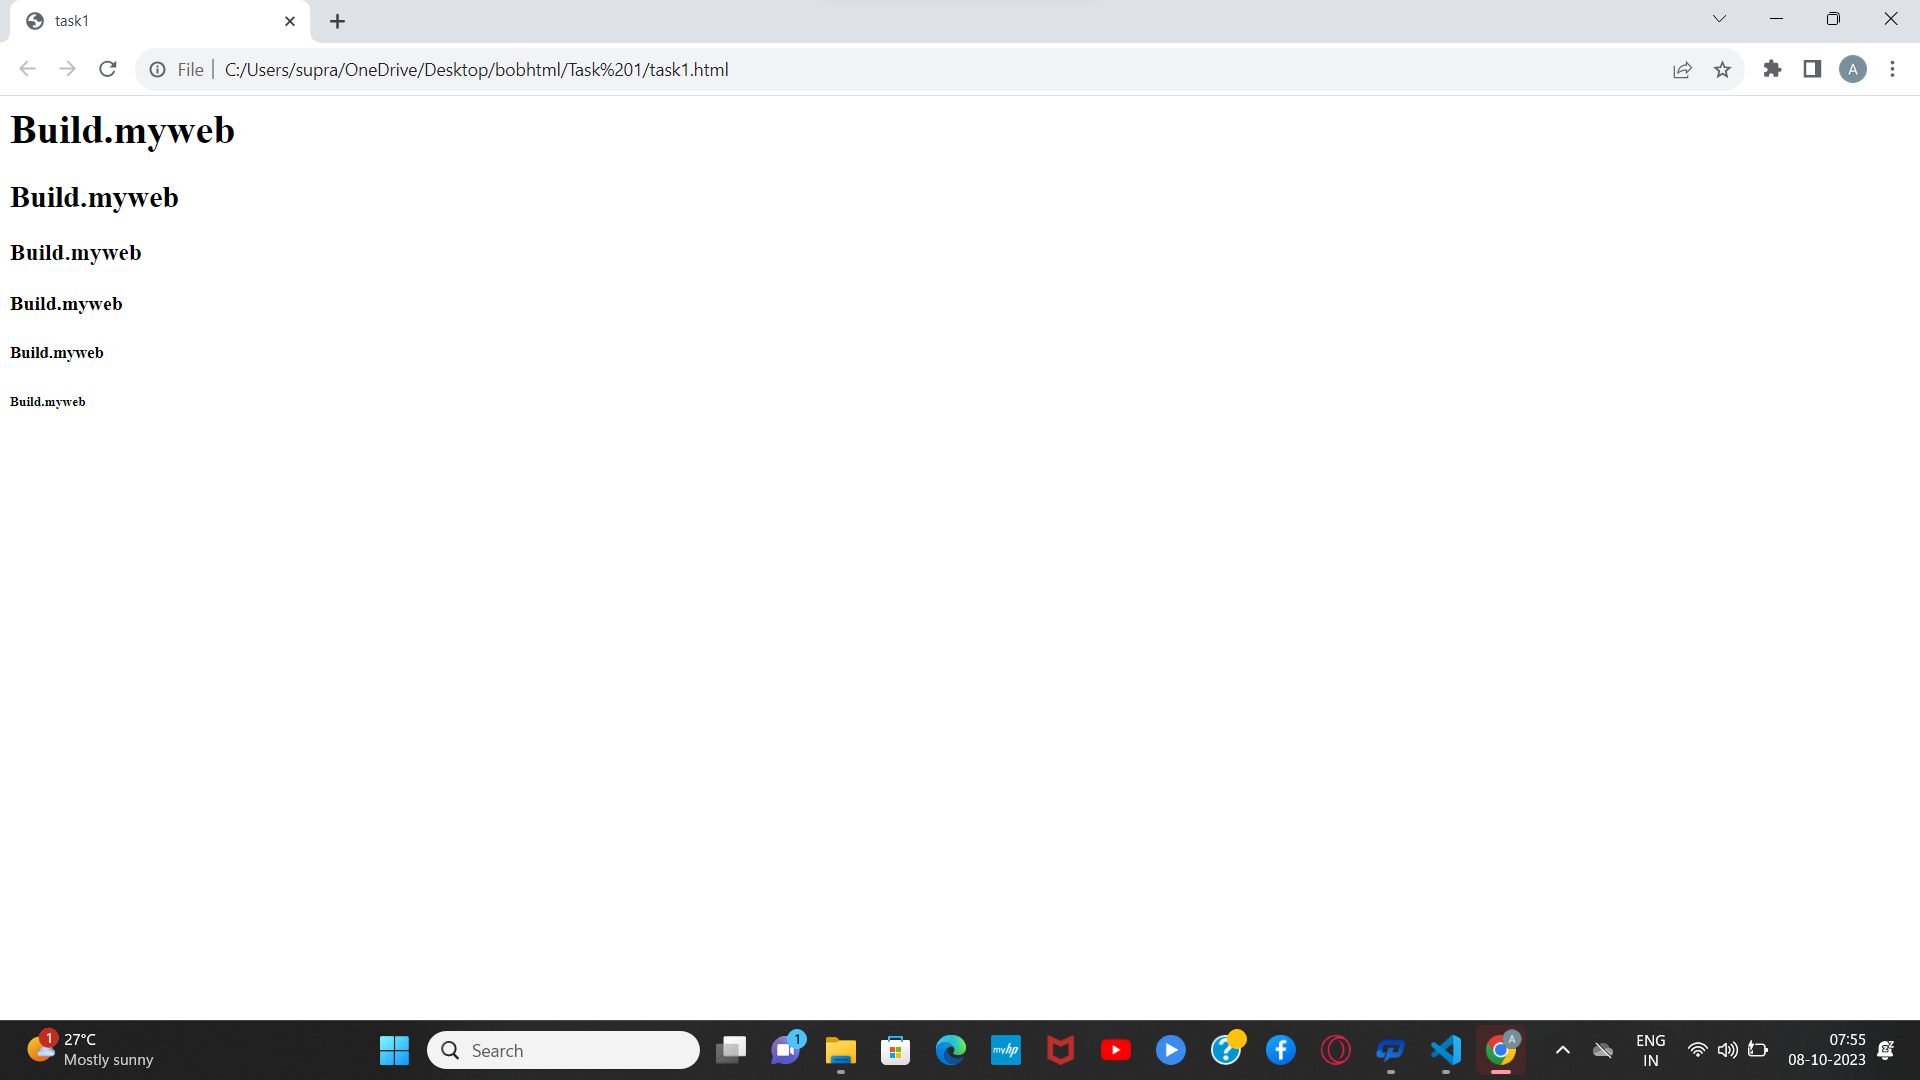 task1
File
C:/Users/supra/OneDrive/Desktop/bobhtml/Task%201/task1.html
A
Build.myweb
Build.myweb
Build.myweb
Build.myweb
Build.myweb
Build.myweb
1
27°C
Mostly sunny
Search
1
myhp
A
ENG
IN
07:55
08-10-2023